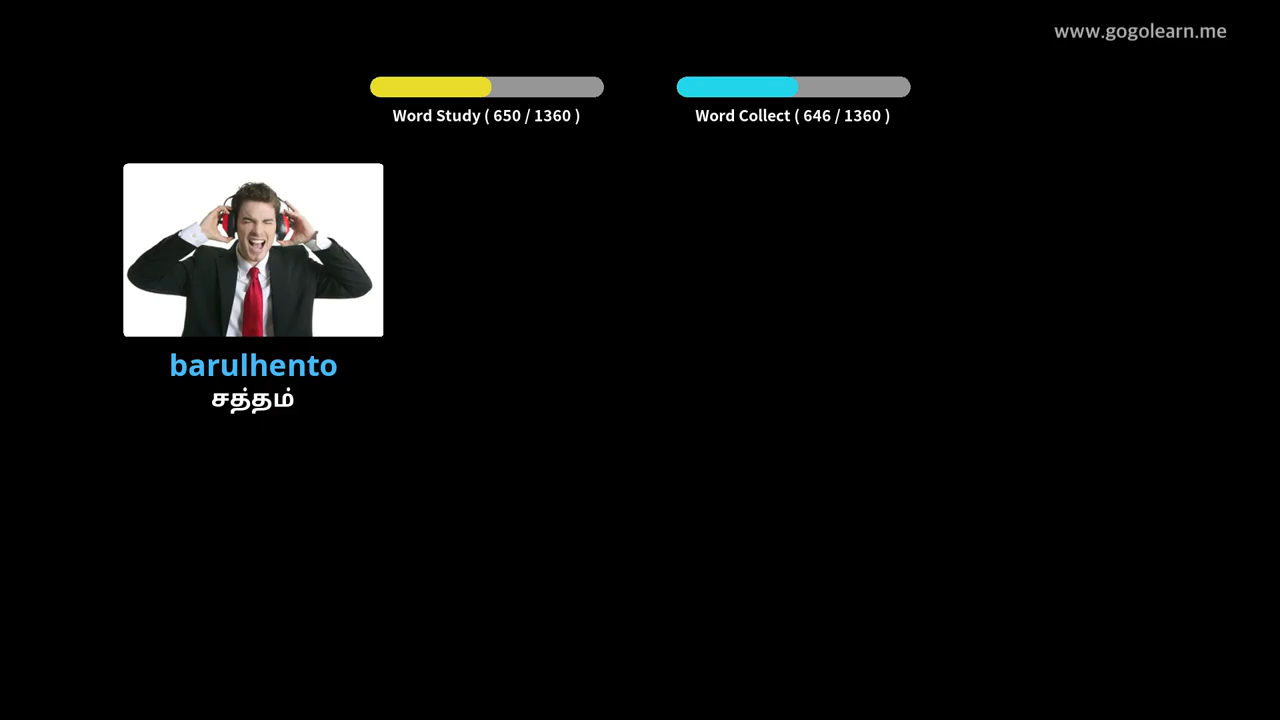 www.gogolearn.me
Word Study ( 650 / 1360 )
Word Collect ( 646 / 1360 )
barulhento
சத்தம்